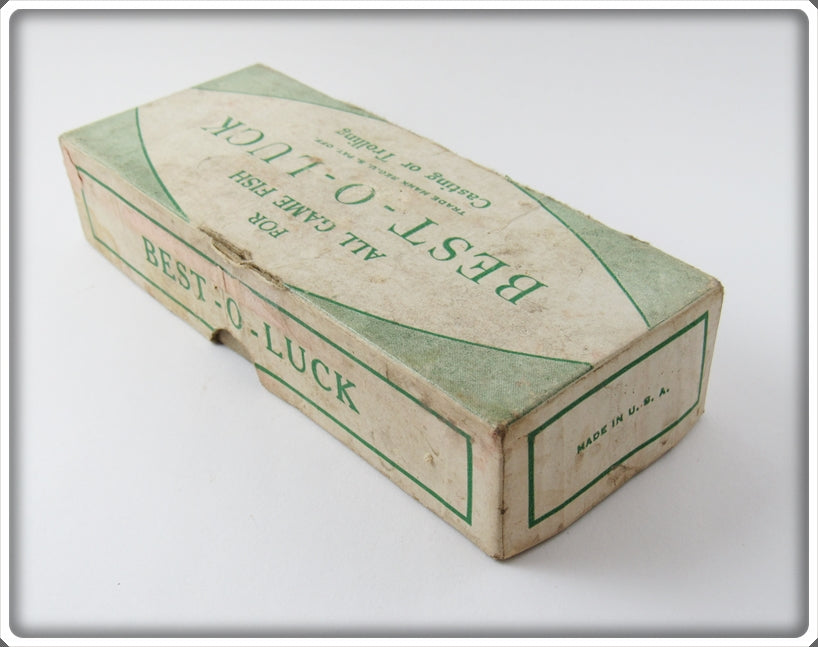 Casting or Trolling
TRADE MARK REG. U.S. PAT. OFF.
BEST-O-LUCK
ALL GAME FISH
FOR
BEST-O-LUCK
MADE IN U.S.A.